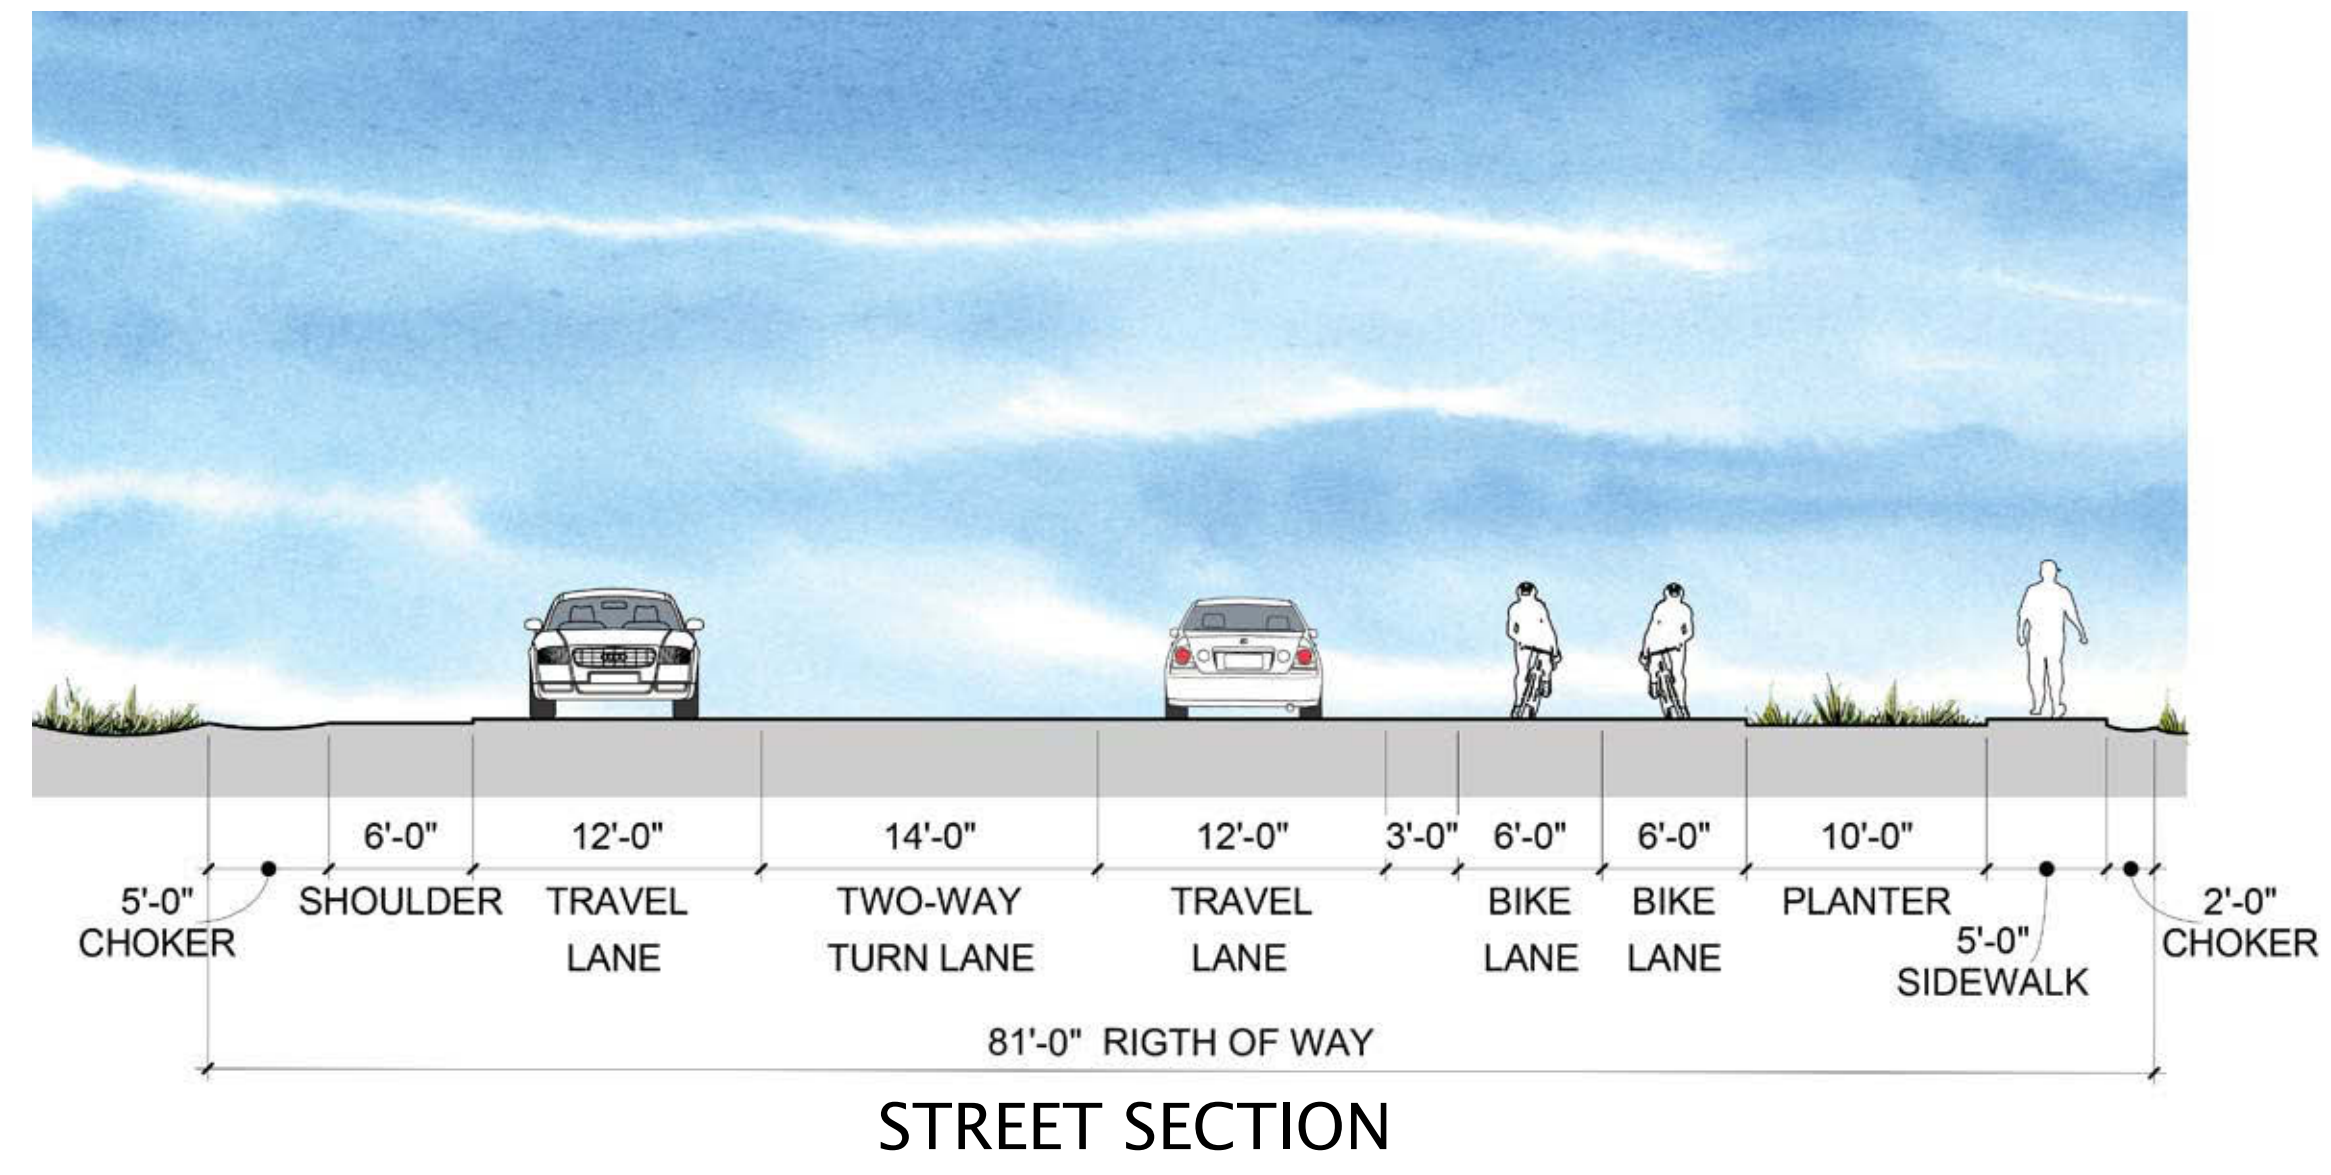 6'-0" 12'-0" 14'-0" 12'-0" 3'-0" 6'-0" 6'-0" 10'-0"
5'-0"
CHOKER
SHOULDER
TRAVEL
LANE
TWO-WAY
TURN LANE
TRAVEL
LANE
BIKE
LANE
BIKE
LANE
PLANTER
5'-0"
SIDEWALK
2'-0"
CHOKER
81'-0" RIGTH OF WAY
STREET SECTION